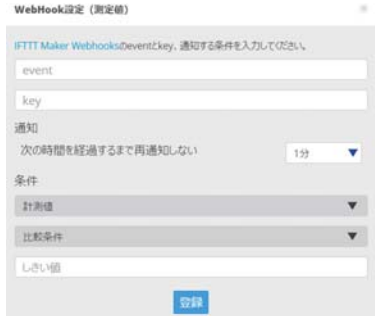 WebHook設定（測定値）
×
IFTTT Maker Webhooksのeventとkey、通知する条件を入力してください。
event
key
通知
次の時間を経過するまで再通知しない
1分 ▼
条件
計測値 ▼
比較条件 ▼
しきい値
登録